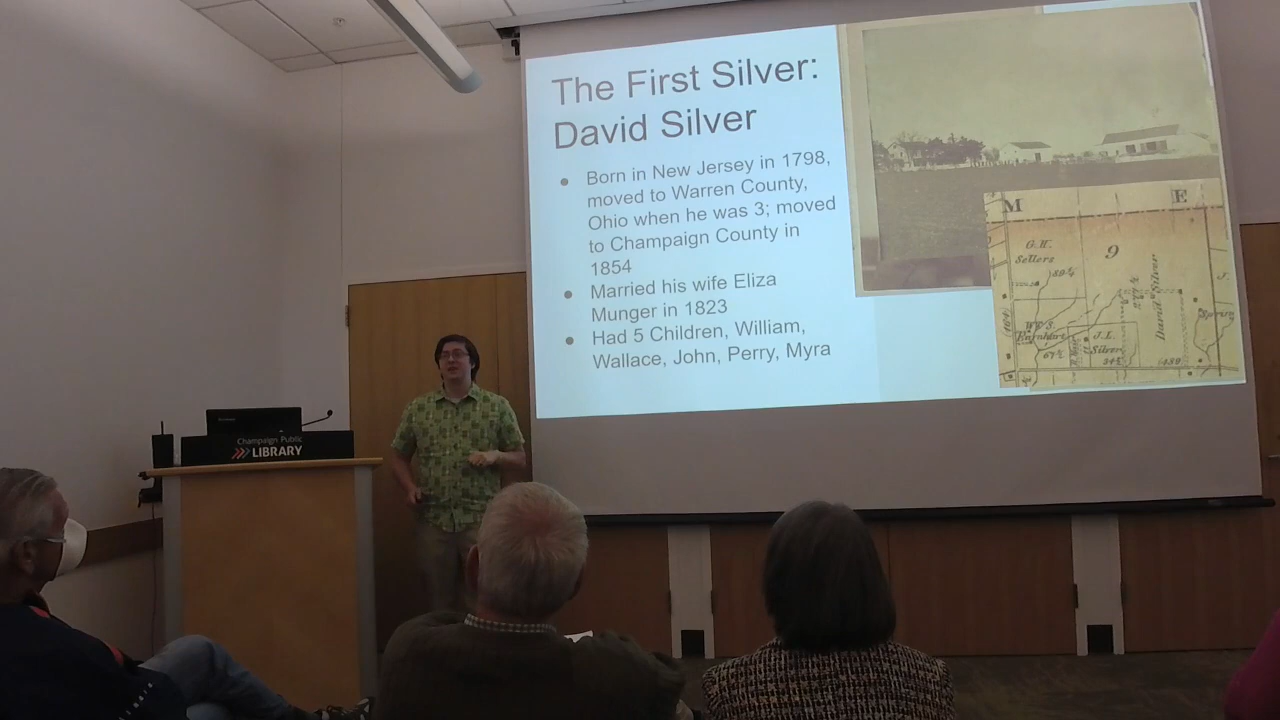 The First Silver:
David Silver
Born in New Jersey in 1798,
moved to Warren County,
Ohio when he was 3; moved
to Champaign County in
1854
Married his wife Eliza
Munger in 1823
Had 5 Children, William,
Wallace, John, Perry, Myra
M E
G.H.
Sellers
9
David Silver
J.L.
Silver
Champaign Public
LIBRARY